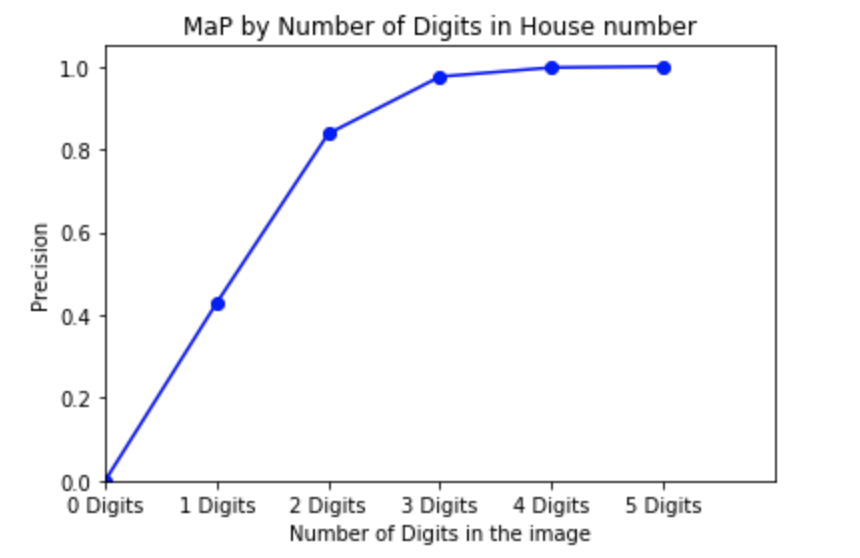 MaP by Number of Digits in House number
1.0
0.8
0.6
0.4
0.2
0.0
Precision
0 Digits 1 Digits 2 Digits 3 Digits 4 Digits 5 Digits
Number of Digits in the image